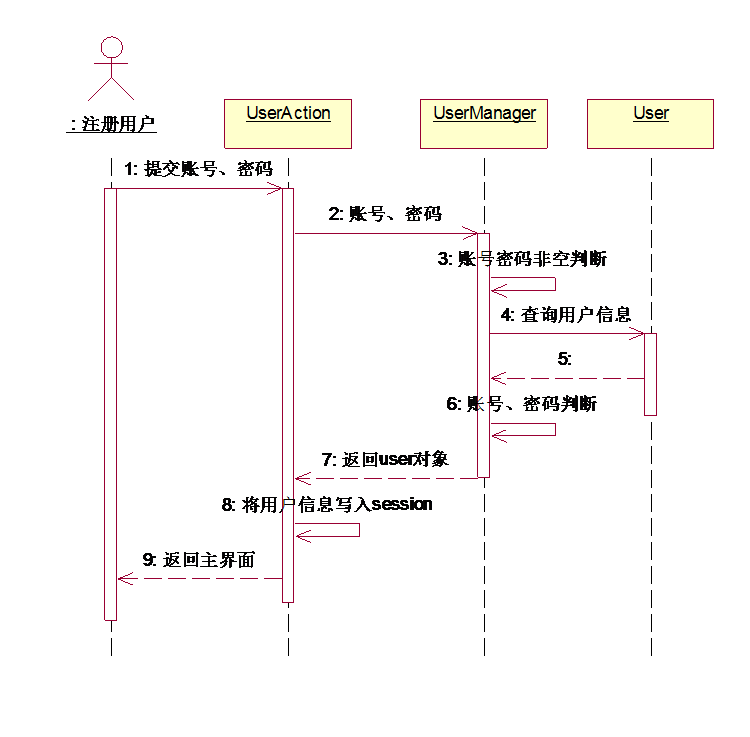 : 注册用户
UserAction
UserManager
User
1: 提交账号、密码
2: 账号、密码
3: 账号密码非空判断
4: 查询用户信息
5:
6: 账号、密码判断
7: 返回user对象
8: 将用户信息写入session
9: 返回主界面